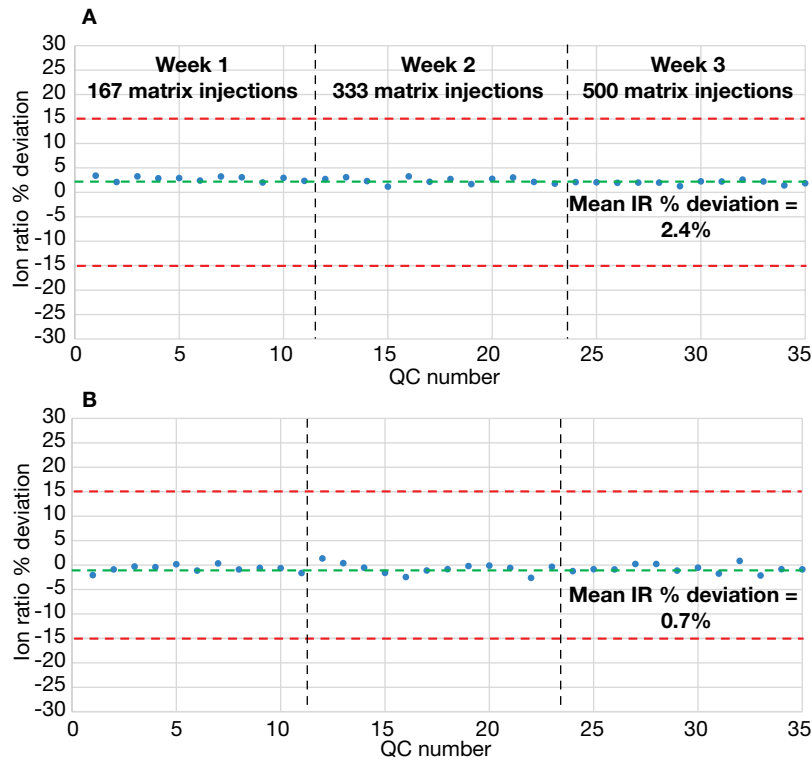 A
30
25
20
15
10
5
0
-5
-10
-15
-20
-25
-30
Ion ratio % deviation
Week 1
167 matrix injections
Week 2
333 matrix injections
Week 3
500 matrix injections
Mean IR % deviation =
2.4%
0 5 10 15 20 25 30 35
QC number
B
30
25
20
15
10
5
0
-5
-10
-15
-20
-25
-30
Ion ratio % deviation
Mean IR % deviation =
0.7%
0 5 10 15 20 25 30 35
QC number